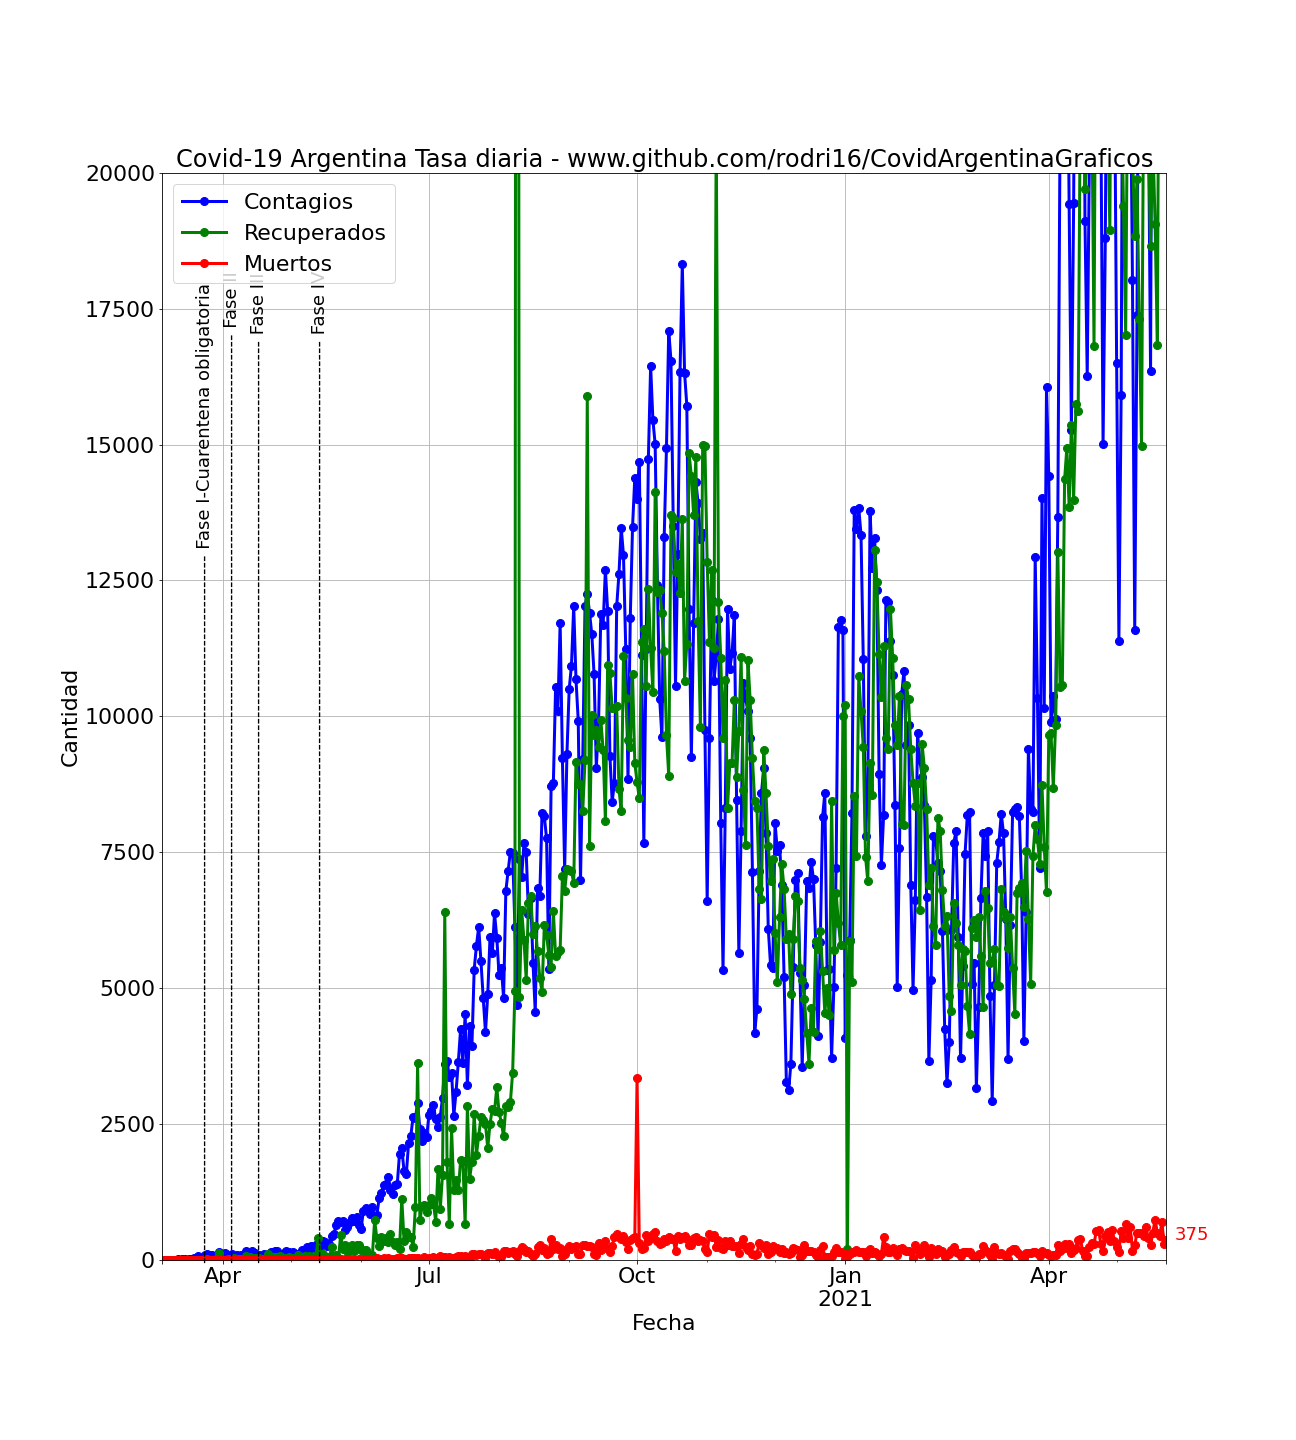 Covid-19 Argentina Tasa diaria - www.github.com/rodri16/CovidArgentinaGraficos
Contagios
Recuperados
Muertos
Fase I-Cuarentena obligatoria
Fase II
Fase III
Fase IV
20000
17500
15000
12500
10000
7500
5000
2500
0
Cantidad
375
Apr
Jul
Oct
Jan
2021
Apr
Fecha